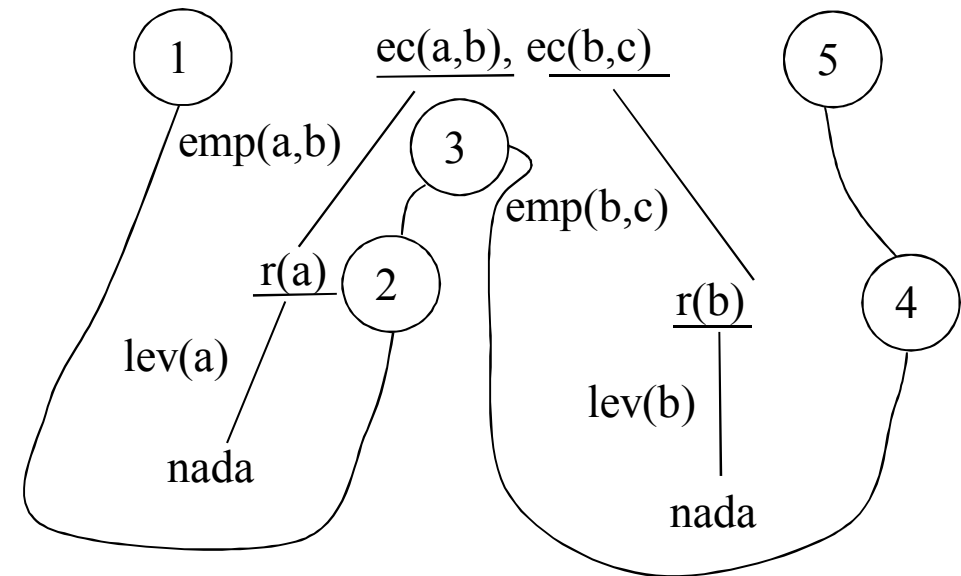 1
ec(a,b), ec(b,c)
5
emp(a,b)
3
emp(b,c)
r(a)
2
r(b)
4
lev(a)
lev(b)
nada
nada